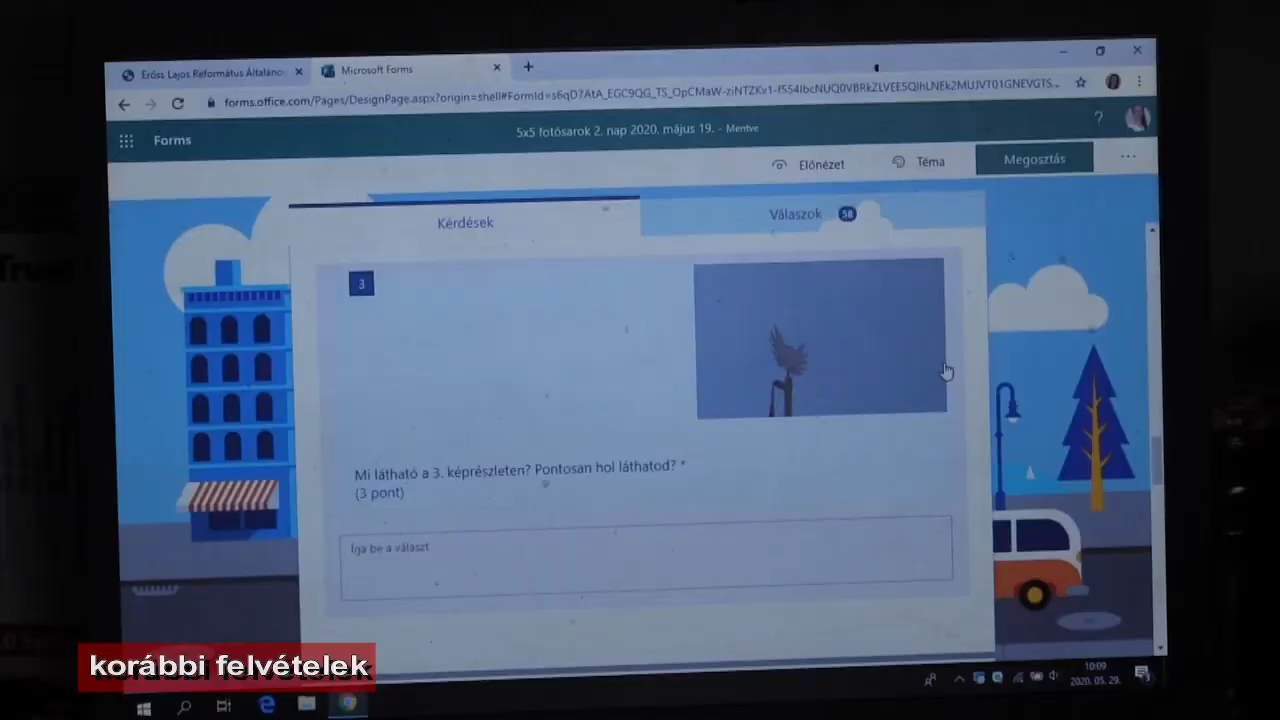 Erőss Lajos Református Általáno
Microsoft Forms
Forms
5x5 fotósarok 2. nap 2020. május 19. - Mentve
?
Előnézet
Téma
Megosztás
Kérdések
Válaszok 58
3
Mi látható a 3. képrészleten? Pontosan hol láthatod? *
(3 pont)
Írja be a választ
korábbi felvételek
10:09
2020. 05. 29.